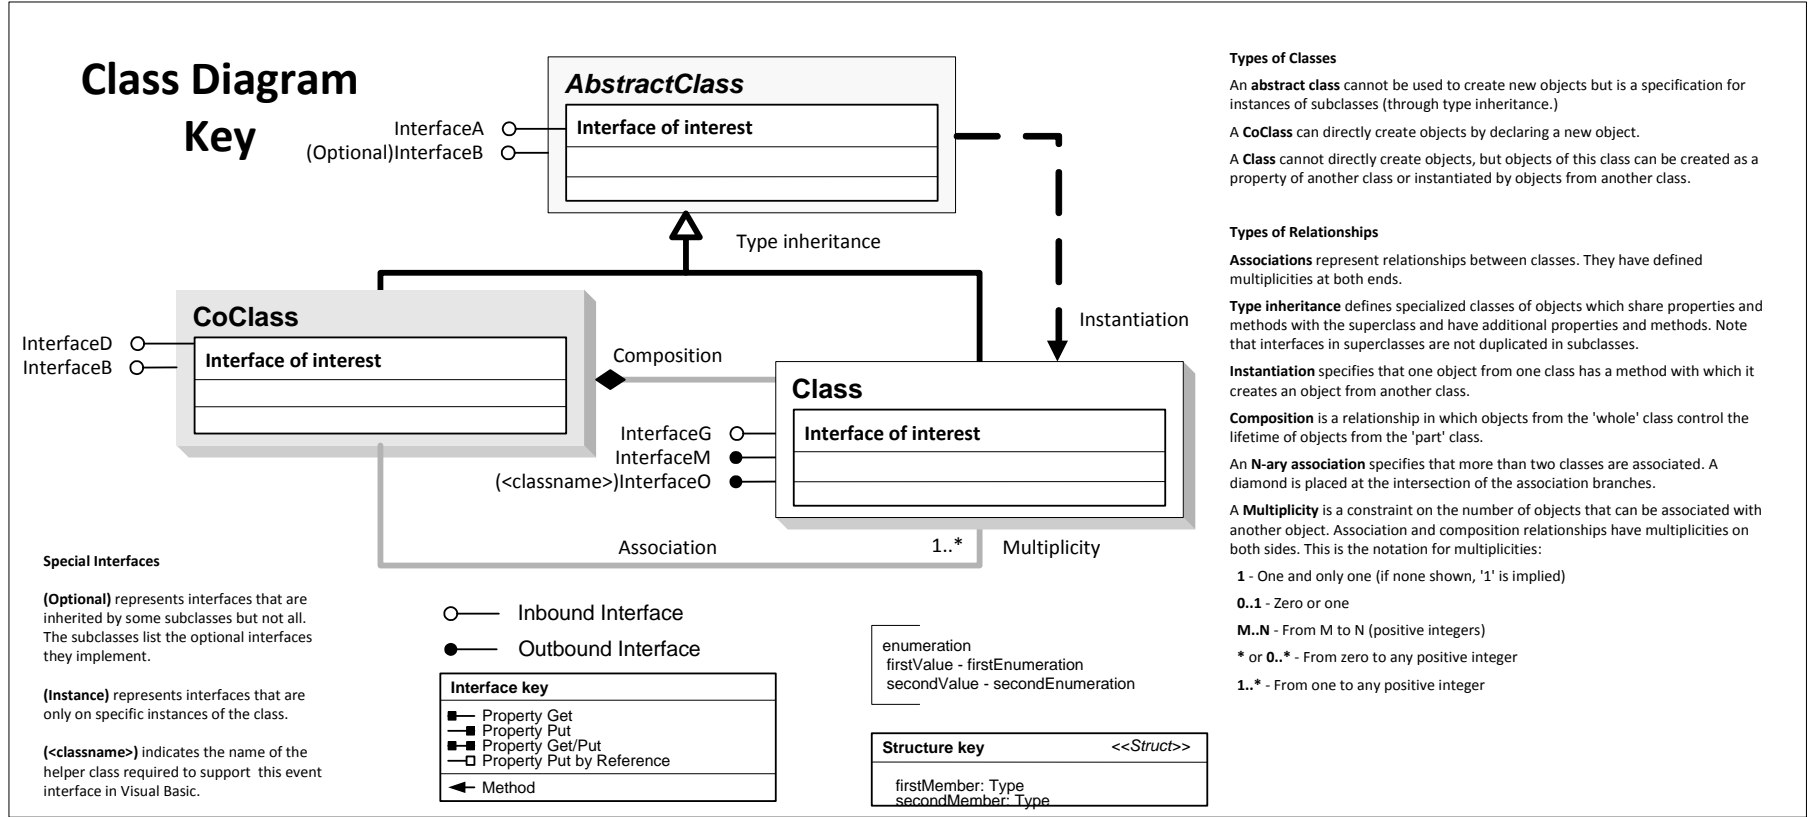 Class Diagram
Key
AbstractClass
Interface of interest
InterfaceA
(Optional)InterfaceB
Type inheritance
CoClass
Interface of interest
InterfaceD
InterfaceB
Composition
Instantiation
Class
Interface of interest
InterfaceG
InterfaceM
(<classname>)InterfaceO
Association
1..*
Multiplicity
Special Interfaces
(Optional) represents interfaces that are
inherited by some subclasses but not all.
The subclasses list the optional interfaces
they implement.
(Instance) represents interfaces that are
only on specific instances of the class.
(<classname>) indicates the name of the
helper class required to support this event
interface in Visual Basic.
Inbound Interface
Outbound Interface
Interface key
Property Get
Property Put
Property Get/Put
Property Put by Reference
Method
enumeration
firstValue - firstEnumeration
secondValue - secondEnumeration
Structure key <<Struct>>
firstMember: Type
secondMember: Type
Types of Classes
An abstract class cannot be used to create new objects but is a specification for
instances of subclasses (through type inheritance.)
A CoClass can directly create objects by declaring a new object.
A Class cannot directly create objects, but objects of this class can be created as a
property of another class or instantiated by objects from another class.
Types of Relationships
Associations represent relationships between classes. They have defined
multiplicities at both ends.
Type inheritance defines specialized classes of objects which share properties and
methods with the superclass and have additional properties and methods. Note
that interfaces in superclasses are not duplicated in subclasses.
Instantiation specifies that one object from one class has a method with which it
creates an object from another class.
Composition is a relationship in which objects from the 'whole' class control the
lifetime of objects from the 'part' class.
An N-ary association specifies that more than two classes are associated. A
diamond is placed at the intersection of the association branches.
A Multiplicity is a constraint on the number of objects that can be associated with
another object. Association and composition relationships have multiplicities on
both sides. This is the notation for multiplicities:
1 - One and only one (if none shown, '1' is implied)
0..1 - Zero or one
M..N - From M to N (positive integers)
* or 0..* - From zero to any positive integer
1..* - From one to any positive integer